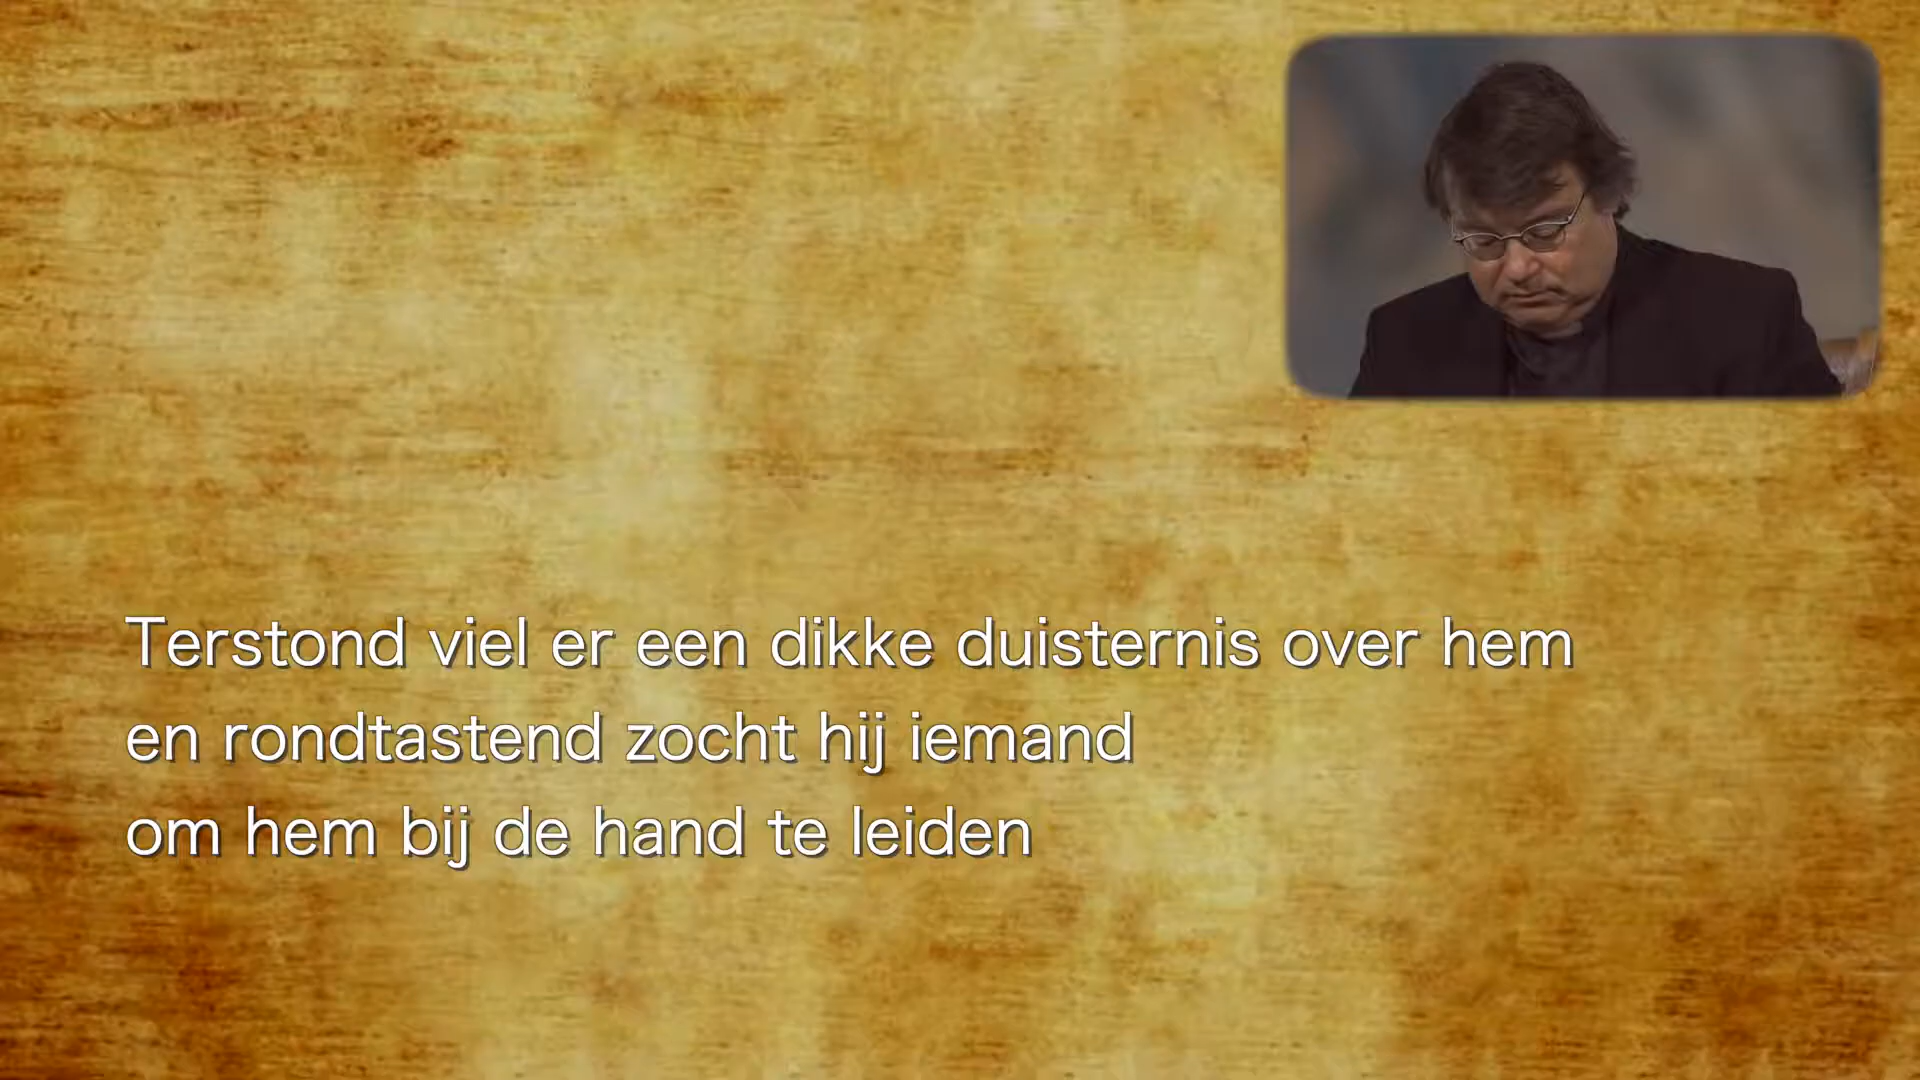 Terstond viel er een dikke duisternis over hem
en rondtastend zocht hij iemand
om hem bij de hand te leiden